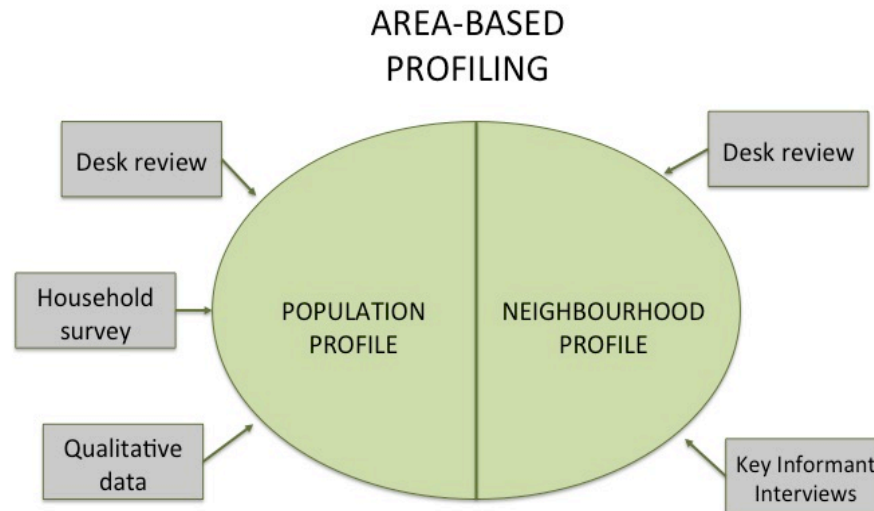 AREA-BASED
PROFILING
Desk review
Desk review
Household
survey
POPULATION
PROFILE
NEIGHBOURHOOD
PROFILE
Qualitative
data
Key Informant
Interviews